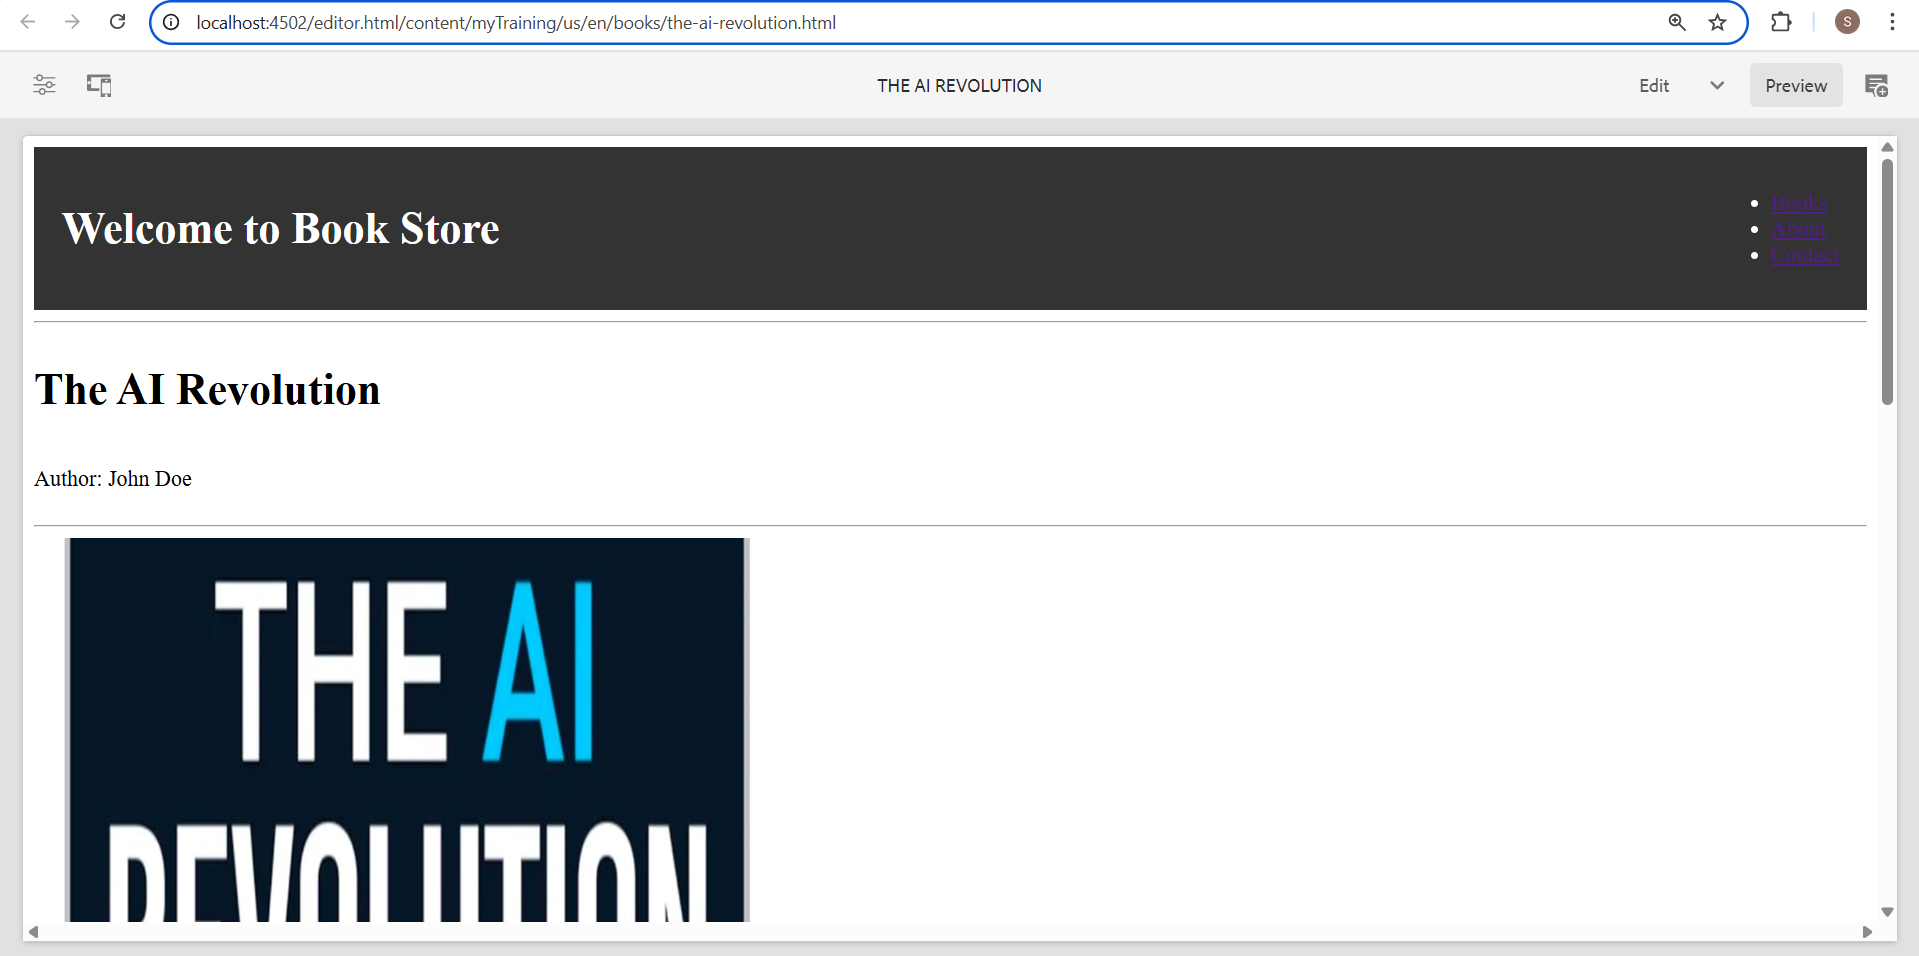 localhost:4502/editor.html/content/myTraining/us/en/books/the-ai-revolution.html
S
THE AI REVOLUTION
Edit
Preview
Welcome to Book Store
Books
About
Contact
The AI Revolution
Author: John Doe
THE AI
REVOLUTION